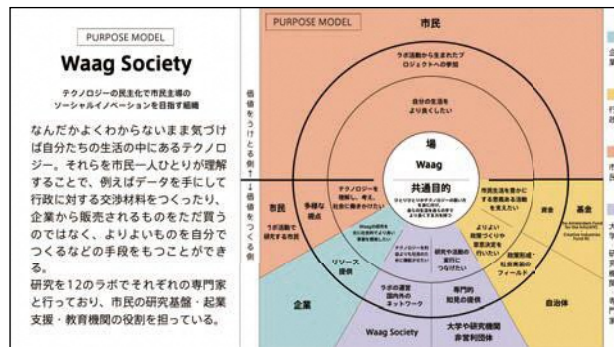 PURPOSE MODEL
Waag Society
テクノロジーの民主化で市民主導の
ソーシャルイノベーションを目指す組織
なんだかよくわからないまま気づけ
ば自分たちの生活の中にあるテクノロ
ジー。それらを市民一人ひとりが理解
することで、例えばデータを手にして
行政に対する交渉材料をつくったり、
企業から販売されるものをただ買う
のではなく、よりよいものを自分で
つくるなどの手段をもつことができ
る。
研究を12のラボでそれぞれの専門家
と行っており、市民の研究基盤・起業
支援・教育機関の役割を担っている。
価値をうけとる側↑
↓価値をつくる側
PURPOSE MODEL
市民
ラボ活動から生まれたプ
ロジェクトへの参加
自分の生活を
より良くしたい
場
Waag
共通目的
市民
ラボ活動で
研究する市民
多様な
視点
テクノロジーを
理解し、考え、
社会に働きかけたい
市民生活を豊かに
する意義ある活動
を支えたい
資金
基金
よりよい
政策づくりや
意思決定を
行いたい
政策形成・
フィールド
自治体
研究や活動の
実行に
つなげたい
専門的
知見の提供
大学や研究機関
非営利団体
ラボの運営
国内外の
ネットワーク
Waag Society
リソース
提供
企業